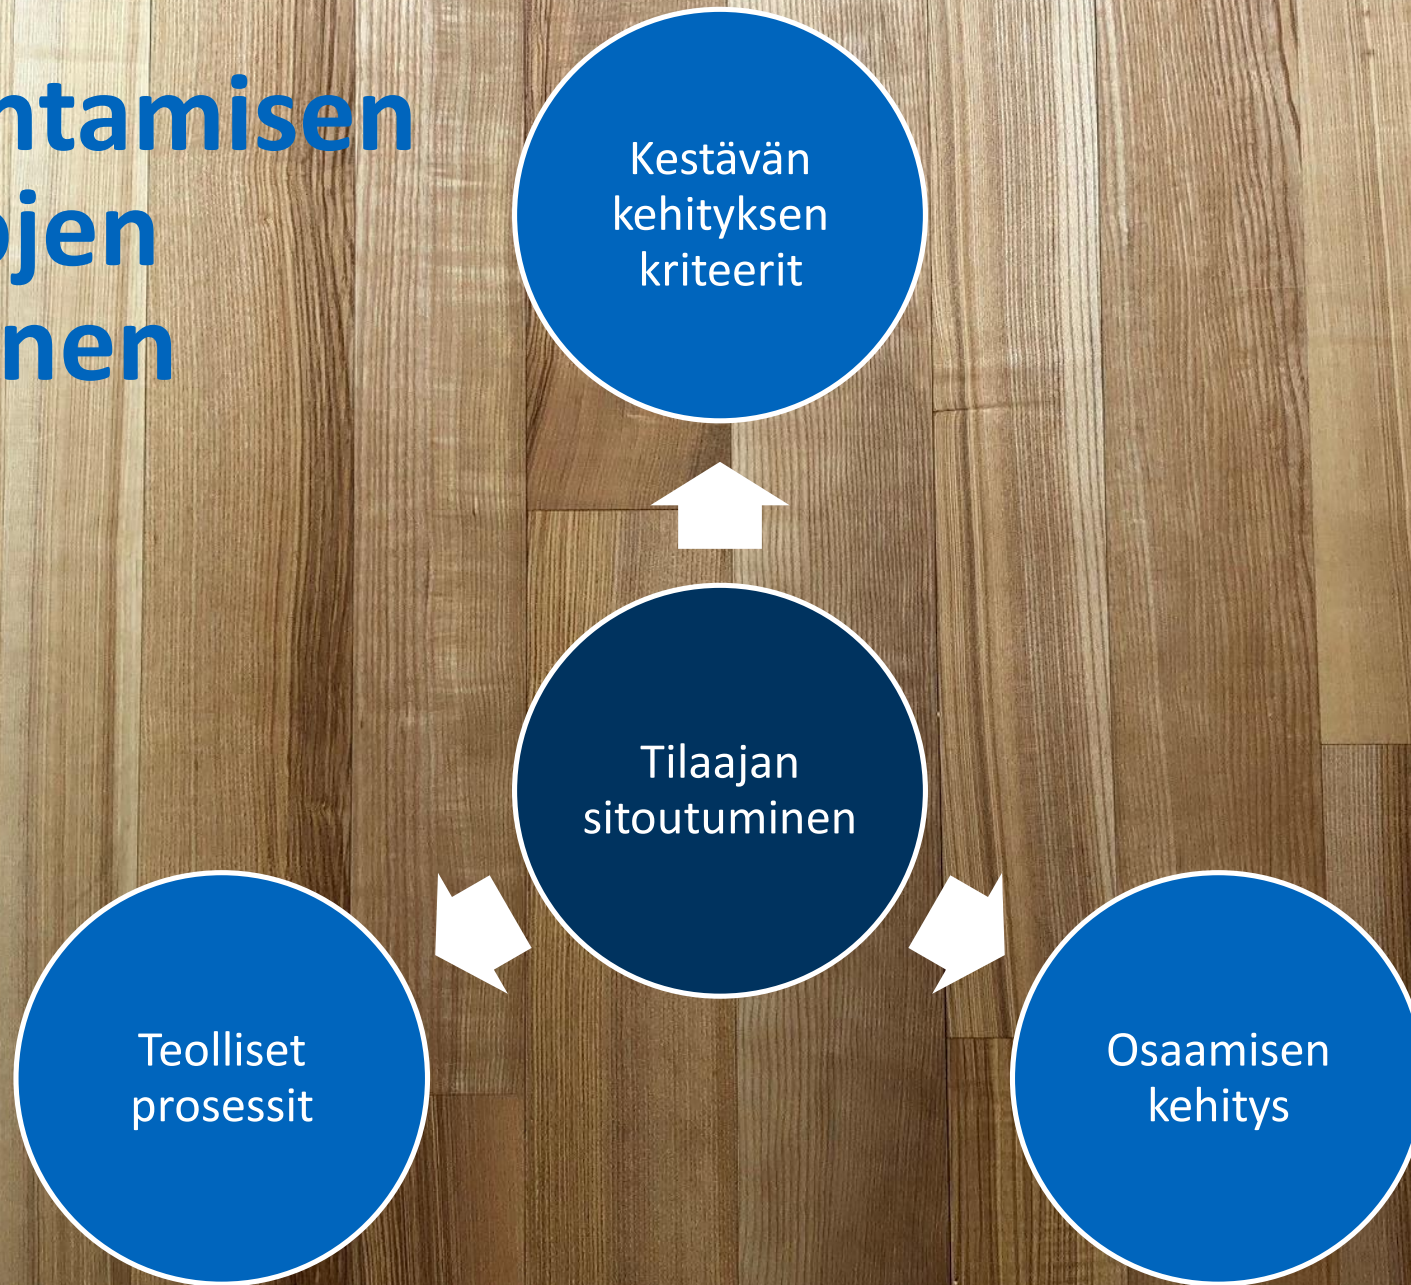 ntamisen
ojen
nen
Kestävän
kehityksen
kriteerit
Tilaajan
sitoutuminen
Teolliset
prosessit
Osaamisen
kehitys